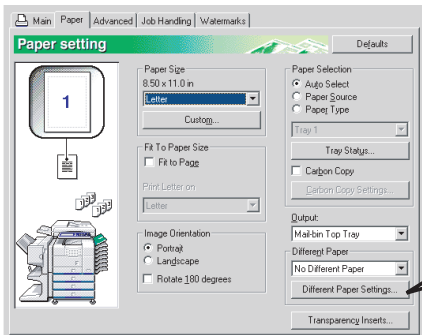 Main Paper Advanced Job Handling Watermarks
Paper setting
Defaults
1
Paper Size
8.50 x 11.0 in
Letter
Custom...
Fit To Paper Size
Fit to Page
Print Letter on
Letter
Image Orientation
Portrait
Landscape
Rotate 180 degrees
Paper Selection
Auto Select
Paper Source
Paper Type
Tray 1
Tray Status...
Carbon Copy
Carbon Copy Settings...
Output:
Mail-bin Top Tray
Different Paper
No Different Paper
Different Paper Settings...
Transparency Inserts...